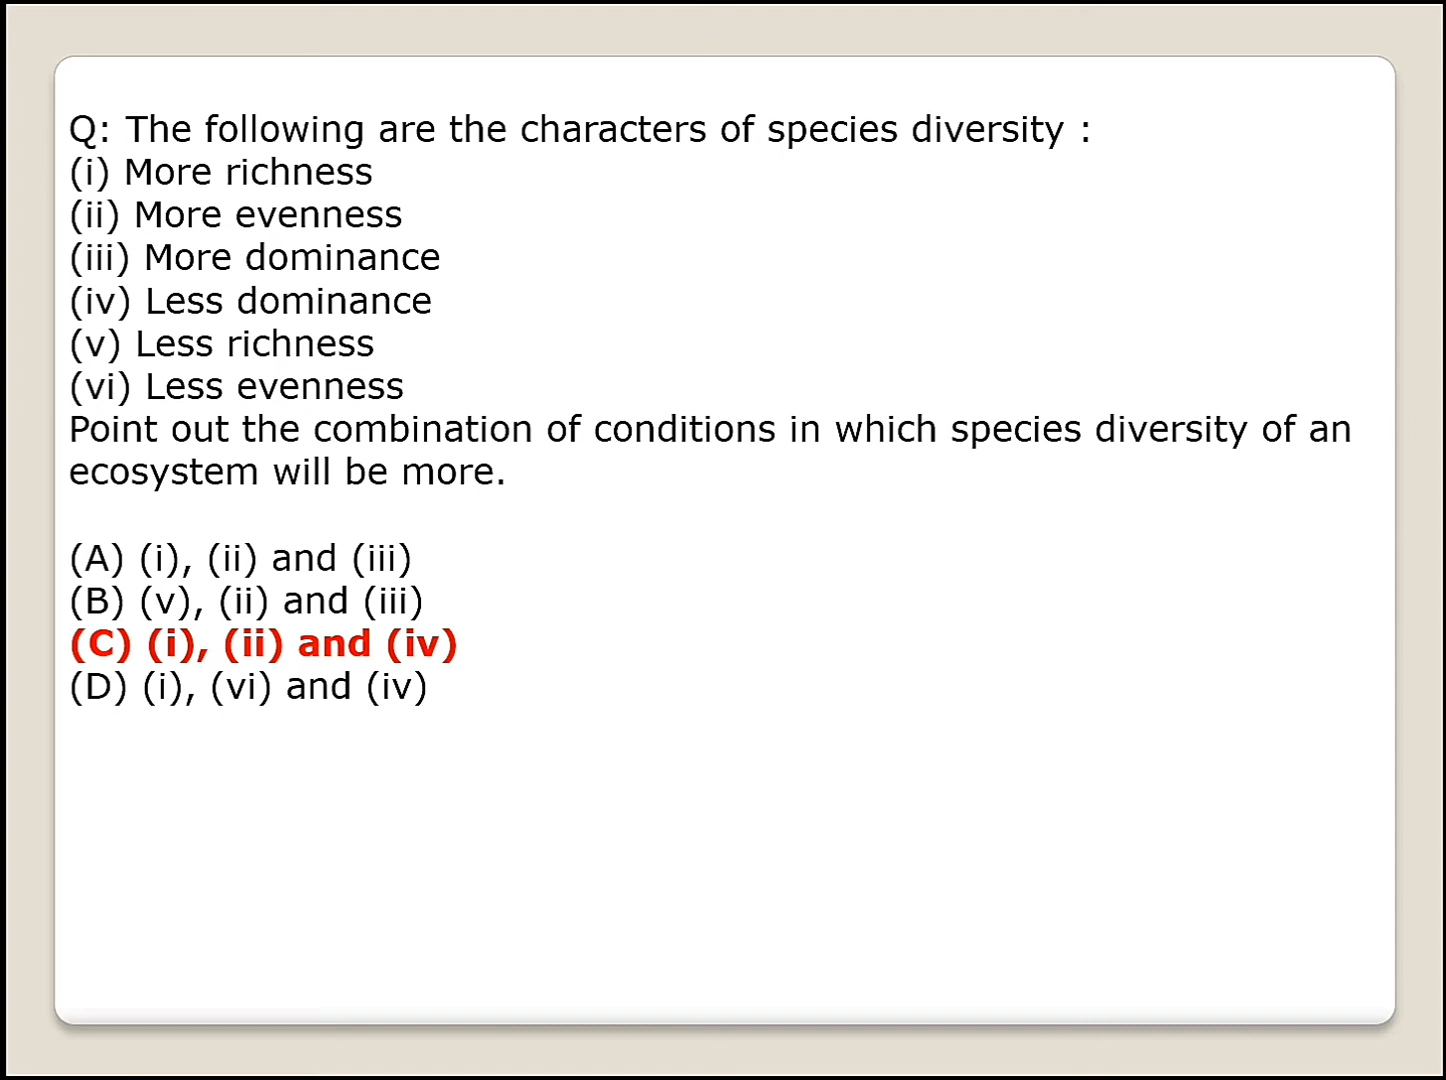 Q: The following are the characters of species diversity :
(i) More richness
(ii) More evenness
(iii) More dominance
(iv) Less dominance
(v) Less richness
(vi) Less evenness
Point out the combination of conditions in which species diversity of an
ecosystem will be more.
(A) (i), (ii) and (iii)
(B) (v), (ii) and (iii)
(C) (i), (ii) and (iv)
(D) (i), (vi) and (iv)